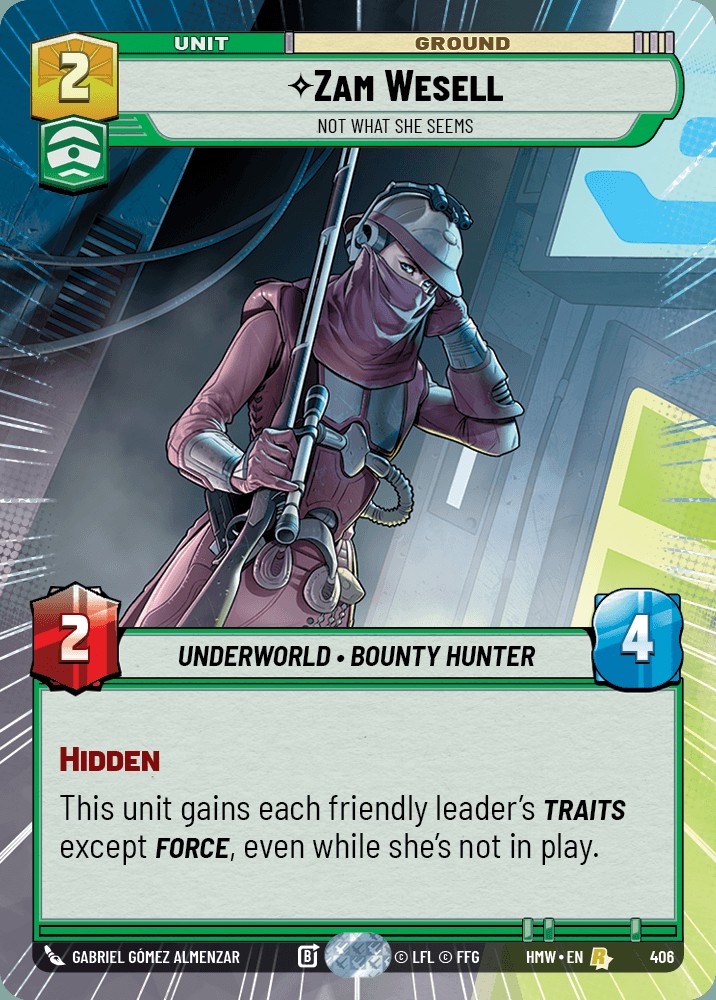 UNIT
GROUND
2
✧ZAM WESELL
NOT WHAT SHE SEEMS
2
UNDERWORLD • BOUNTY HUNTER
4
HIDDEN
This unit gains each friendly leader's TRAITS
except FORCE, even while she's not in play.
GABRIEL GÓMEZ ALMENZAR
B
© LFL © FFG
HMW • EN
R
406